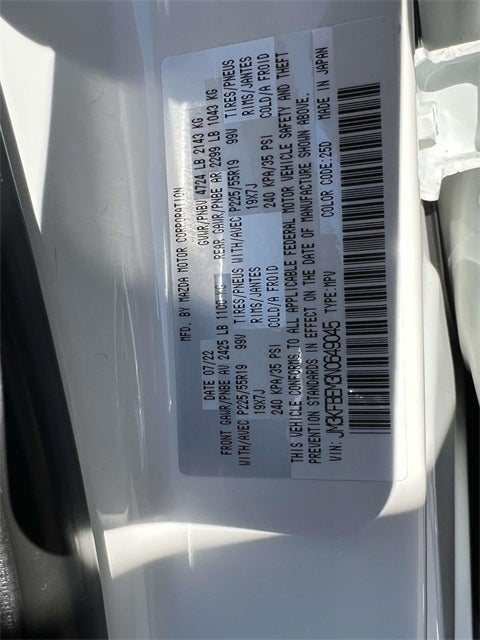 MFD. BY MAZDA MOTOR CORPORATION
DATE 07/22 GVWR/PNBV 4724 LB 2143 KG
FRONT GAWR/PNBE AV 2425 LB 1100 KG REAR GAWR/PNBE AR 2299 LB 1043 KG
WITH/AVEC P225/55R19 99V TIRES/PNEUS WITH/AVEC P225/55R19 99V TIRES/PNEUS
19X7J RIMS/JANTES 19X7J RIMS/JANTES
240 KPA/35 PSI COLD/A FROID 240 KPA/35 PSI COLD/A FROID
THIS VEHICLE CONFORMS TO ALL APPLICABLE FEDERAL MOTOR VEHICLE SAFETY AND THEFT
PREVENTION STANDARDS IN EFFECT ON THE DATE OF MANUFACTURE SHOWN ABOVE.
VIN: JM3KFBEM3N0649045 TYPE: MPV COLOR CODE: 25D MADE IN JAPAN